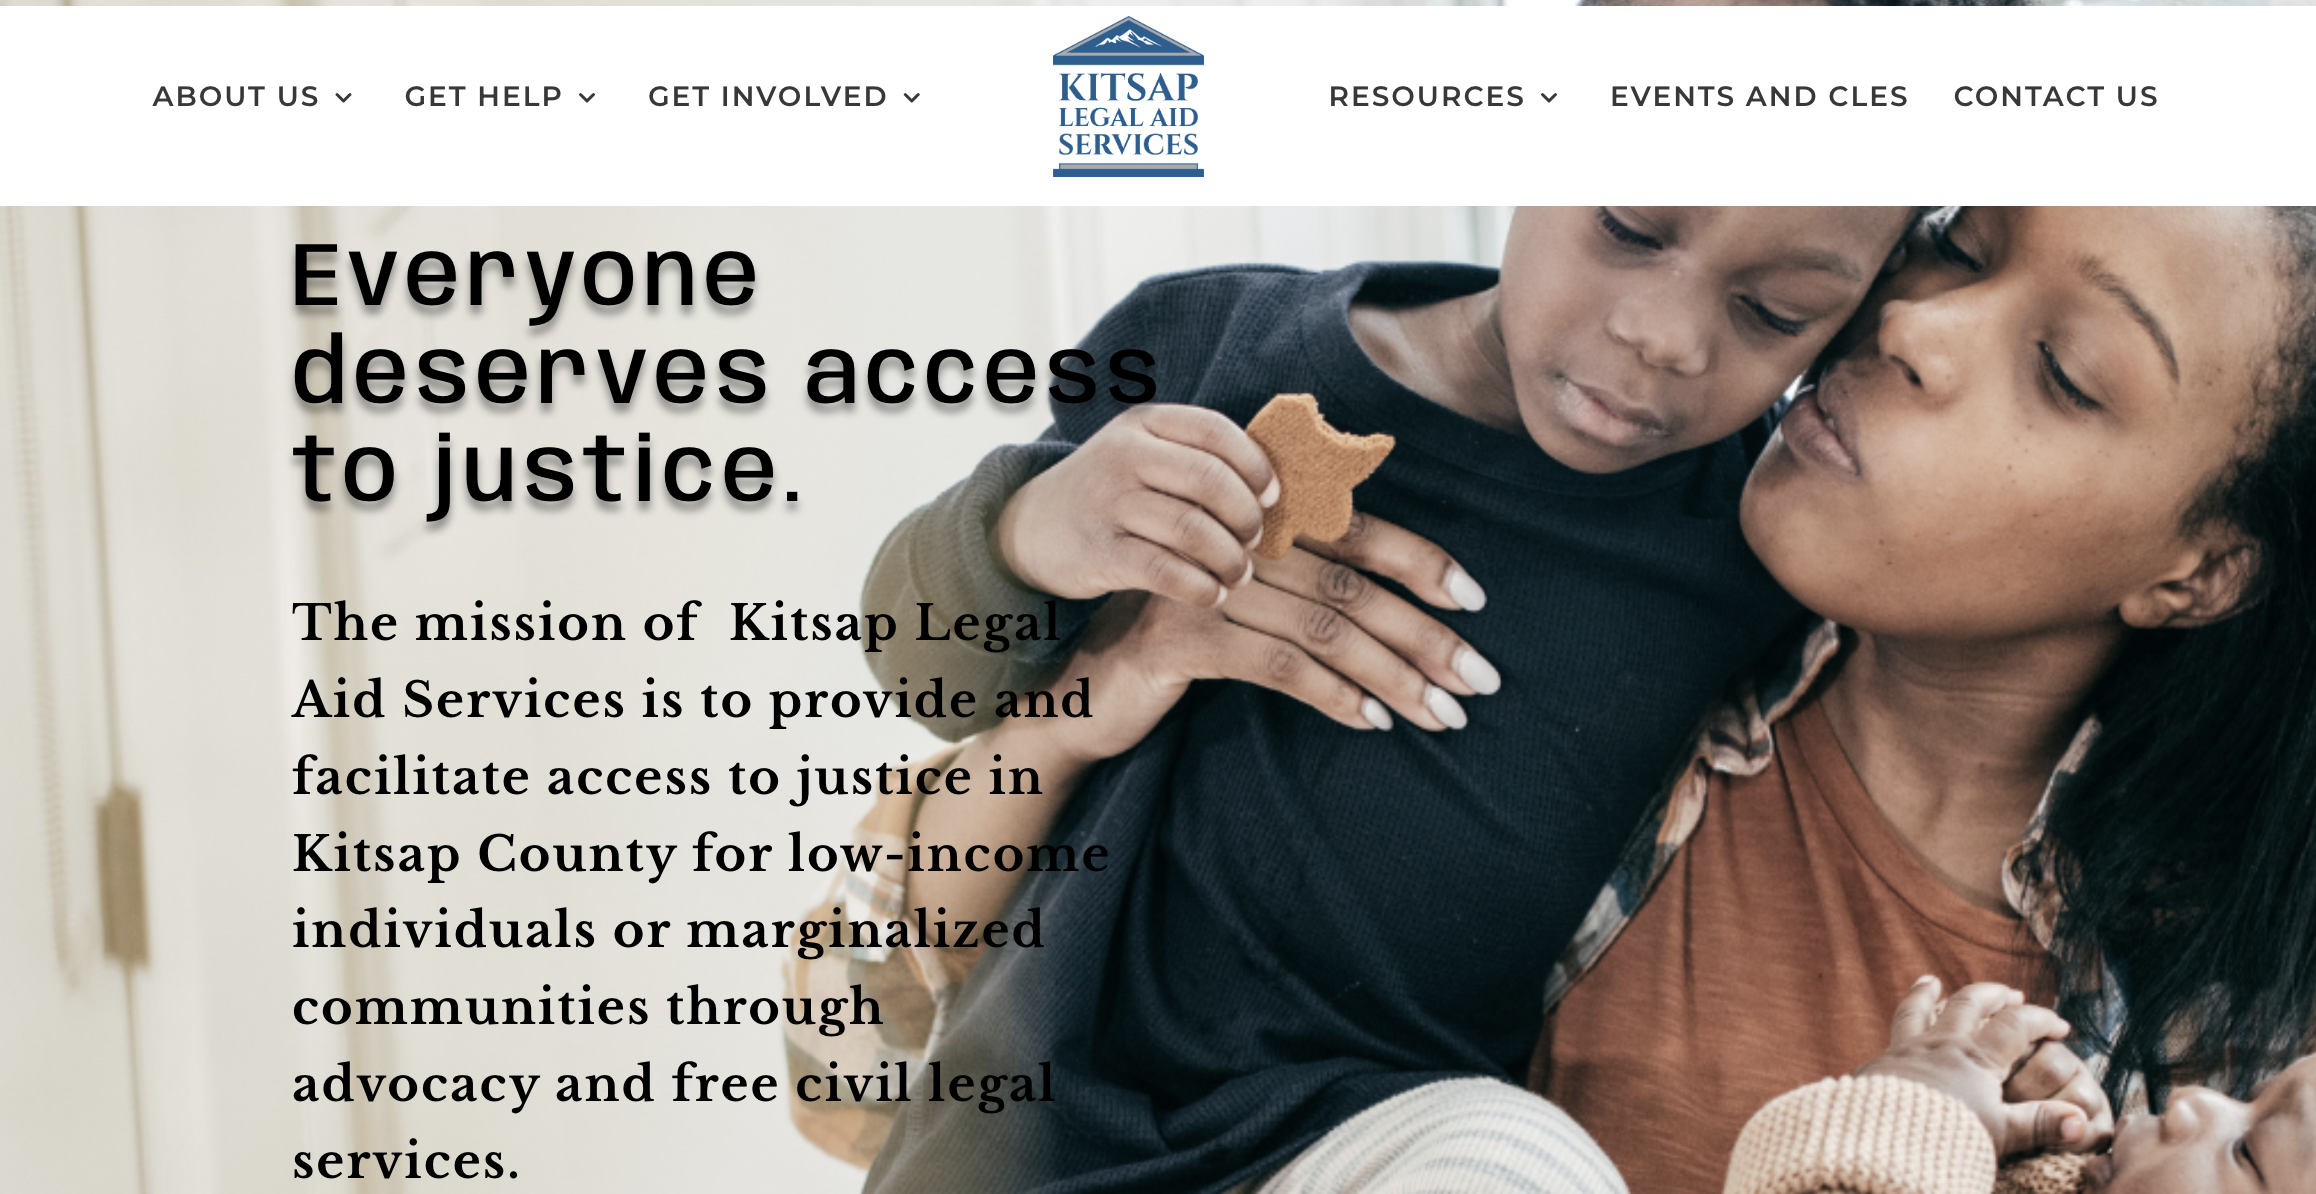 ABOUT US
GET HELP
GET INVOLVED
KITSAP
LEGAL AID
SERVICES
RESOURCES
EVENTS AND CLES
CONTACT US
Everyone
deserves access
to justice.
The mission of  Kitsap Legal
Aid Services is to provide and
facilitate access to justice in
Kitsap County for low-income
individuals or marginalized
communities through
advocacy and free civil legal
services.